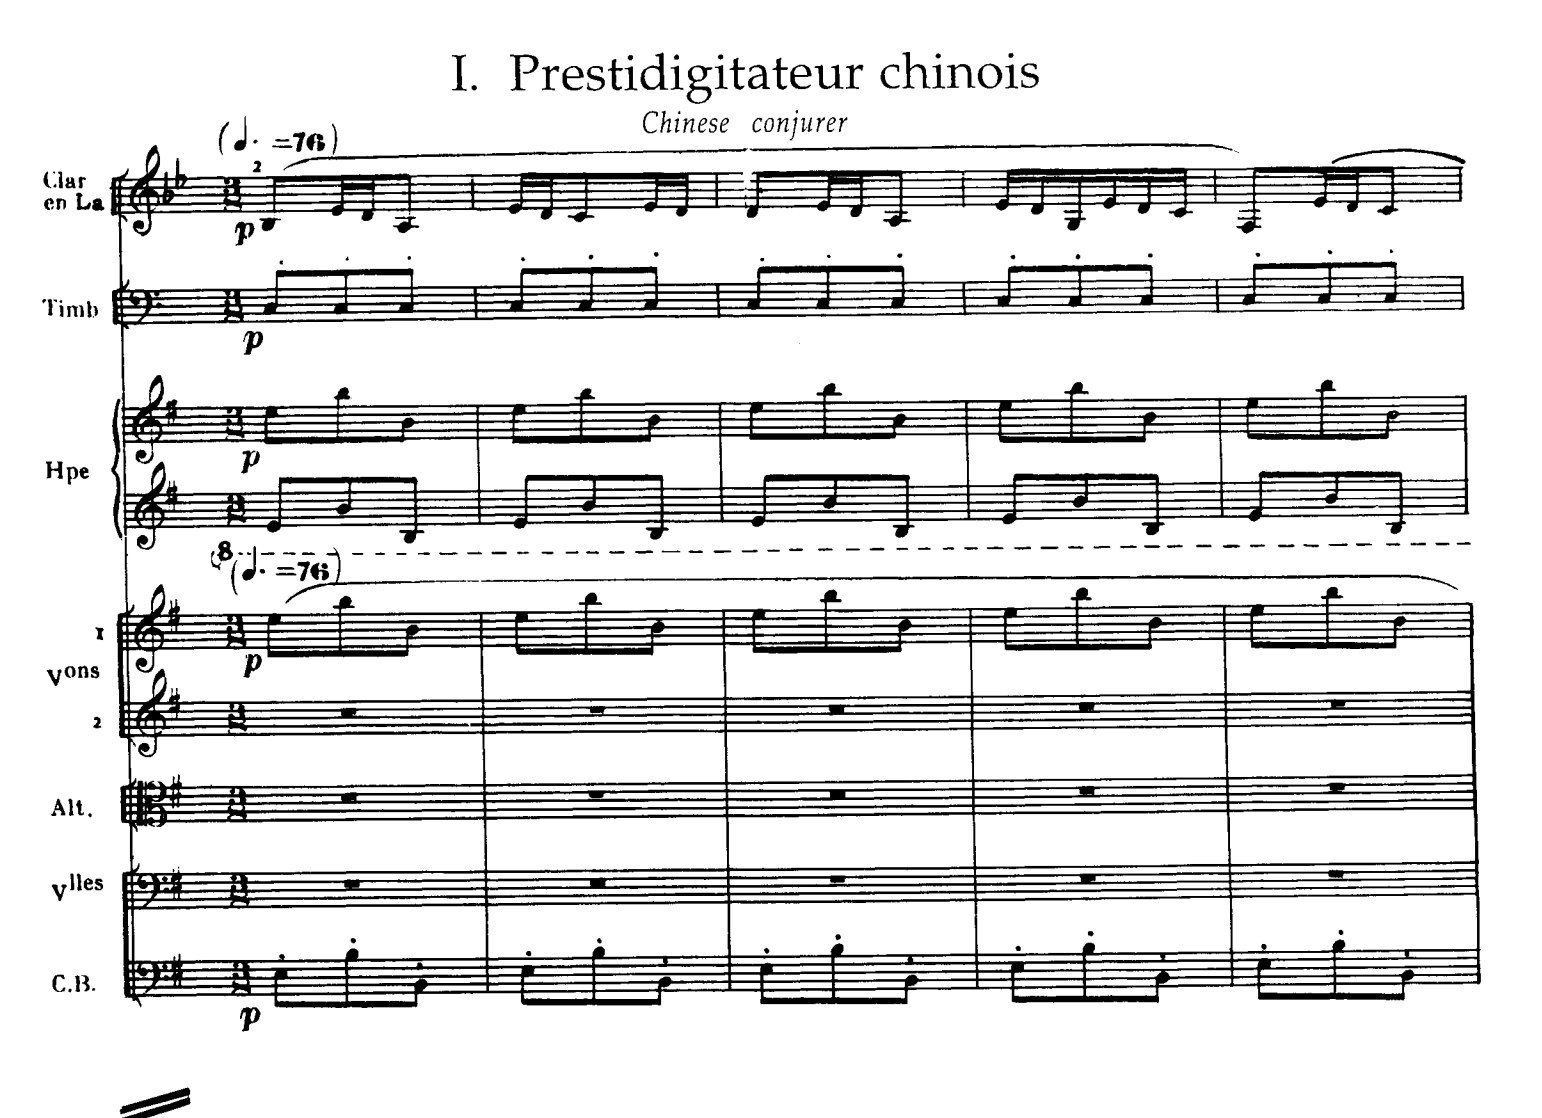 I. Prestidigitateur chinois
Chinese conjurer
(♩. =76)
2
Clar
en La
p
Timb
p
Hpe
p
8
(♩. =76)
1
p
Vons
2
Alt.
Vlles
C.B.
p